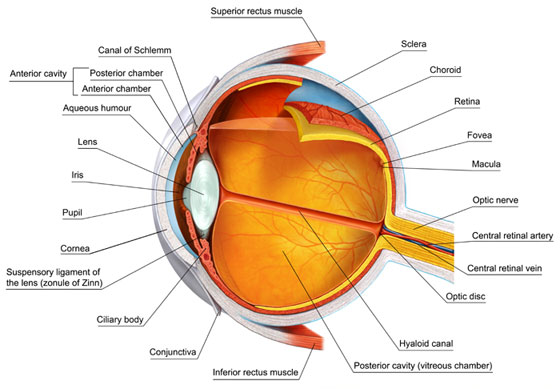 Superior rectus muscle
Canal of Schlemm
Anterior cavity
Posterior chamber
Anterior chamber
Aqueous humour
Lens
Iris
Pupil
Cornea
Suspensory ligament of
the lens (zonule of Zinn)
Ciliary body
Conjunctiva
Inferior rectus muscle
Sclera
Choroid
Retina
Fovea
Macula
Optic nerve
Central retinal artery
Central retinal vein
Optic disc
Hyaloid canal
Posterior cavity (vitreous chamber)